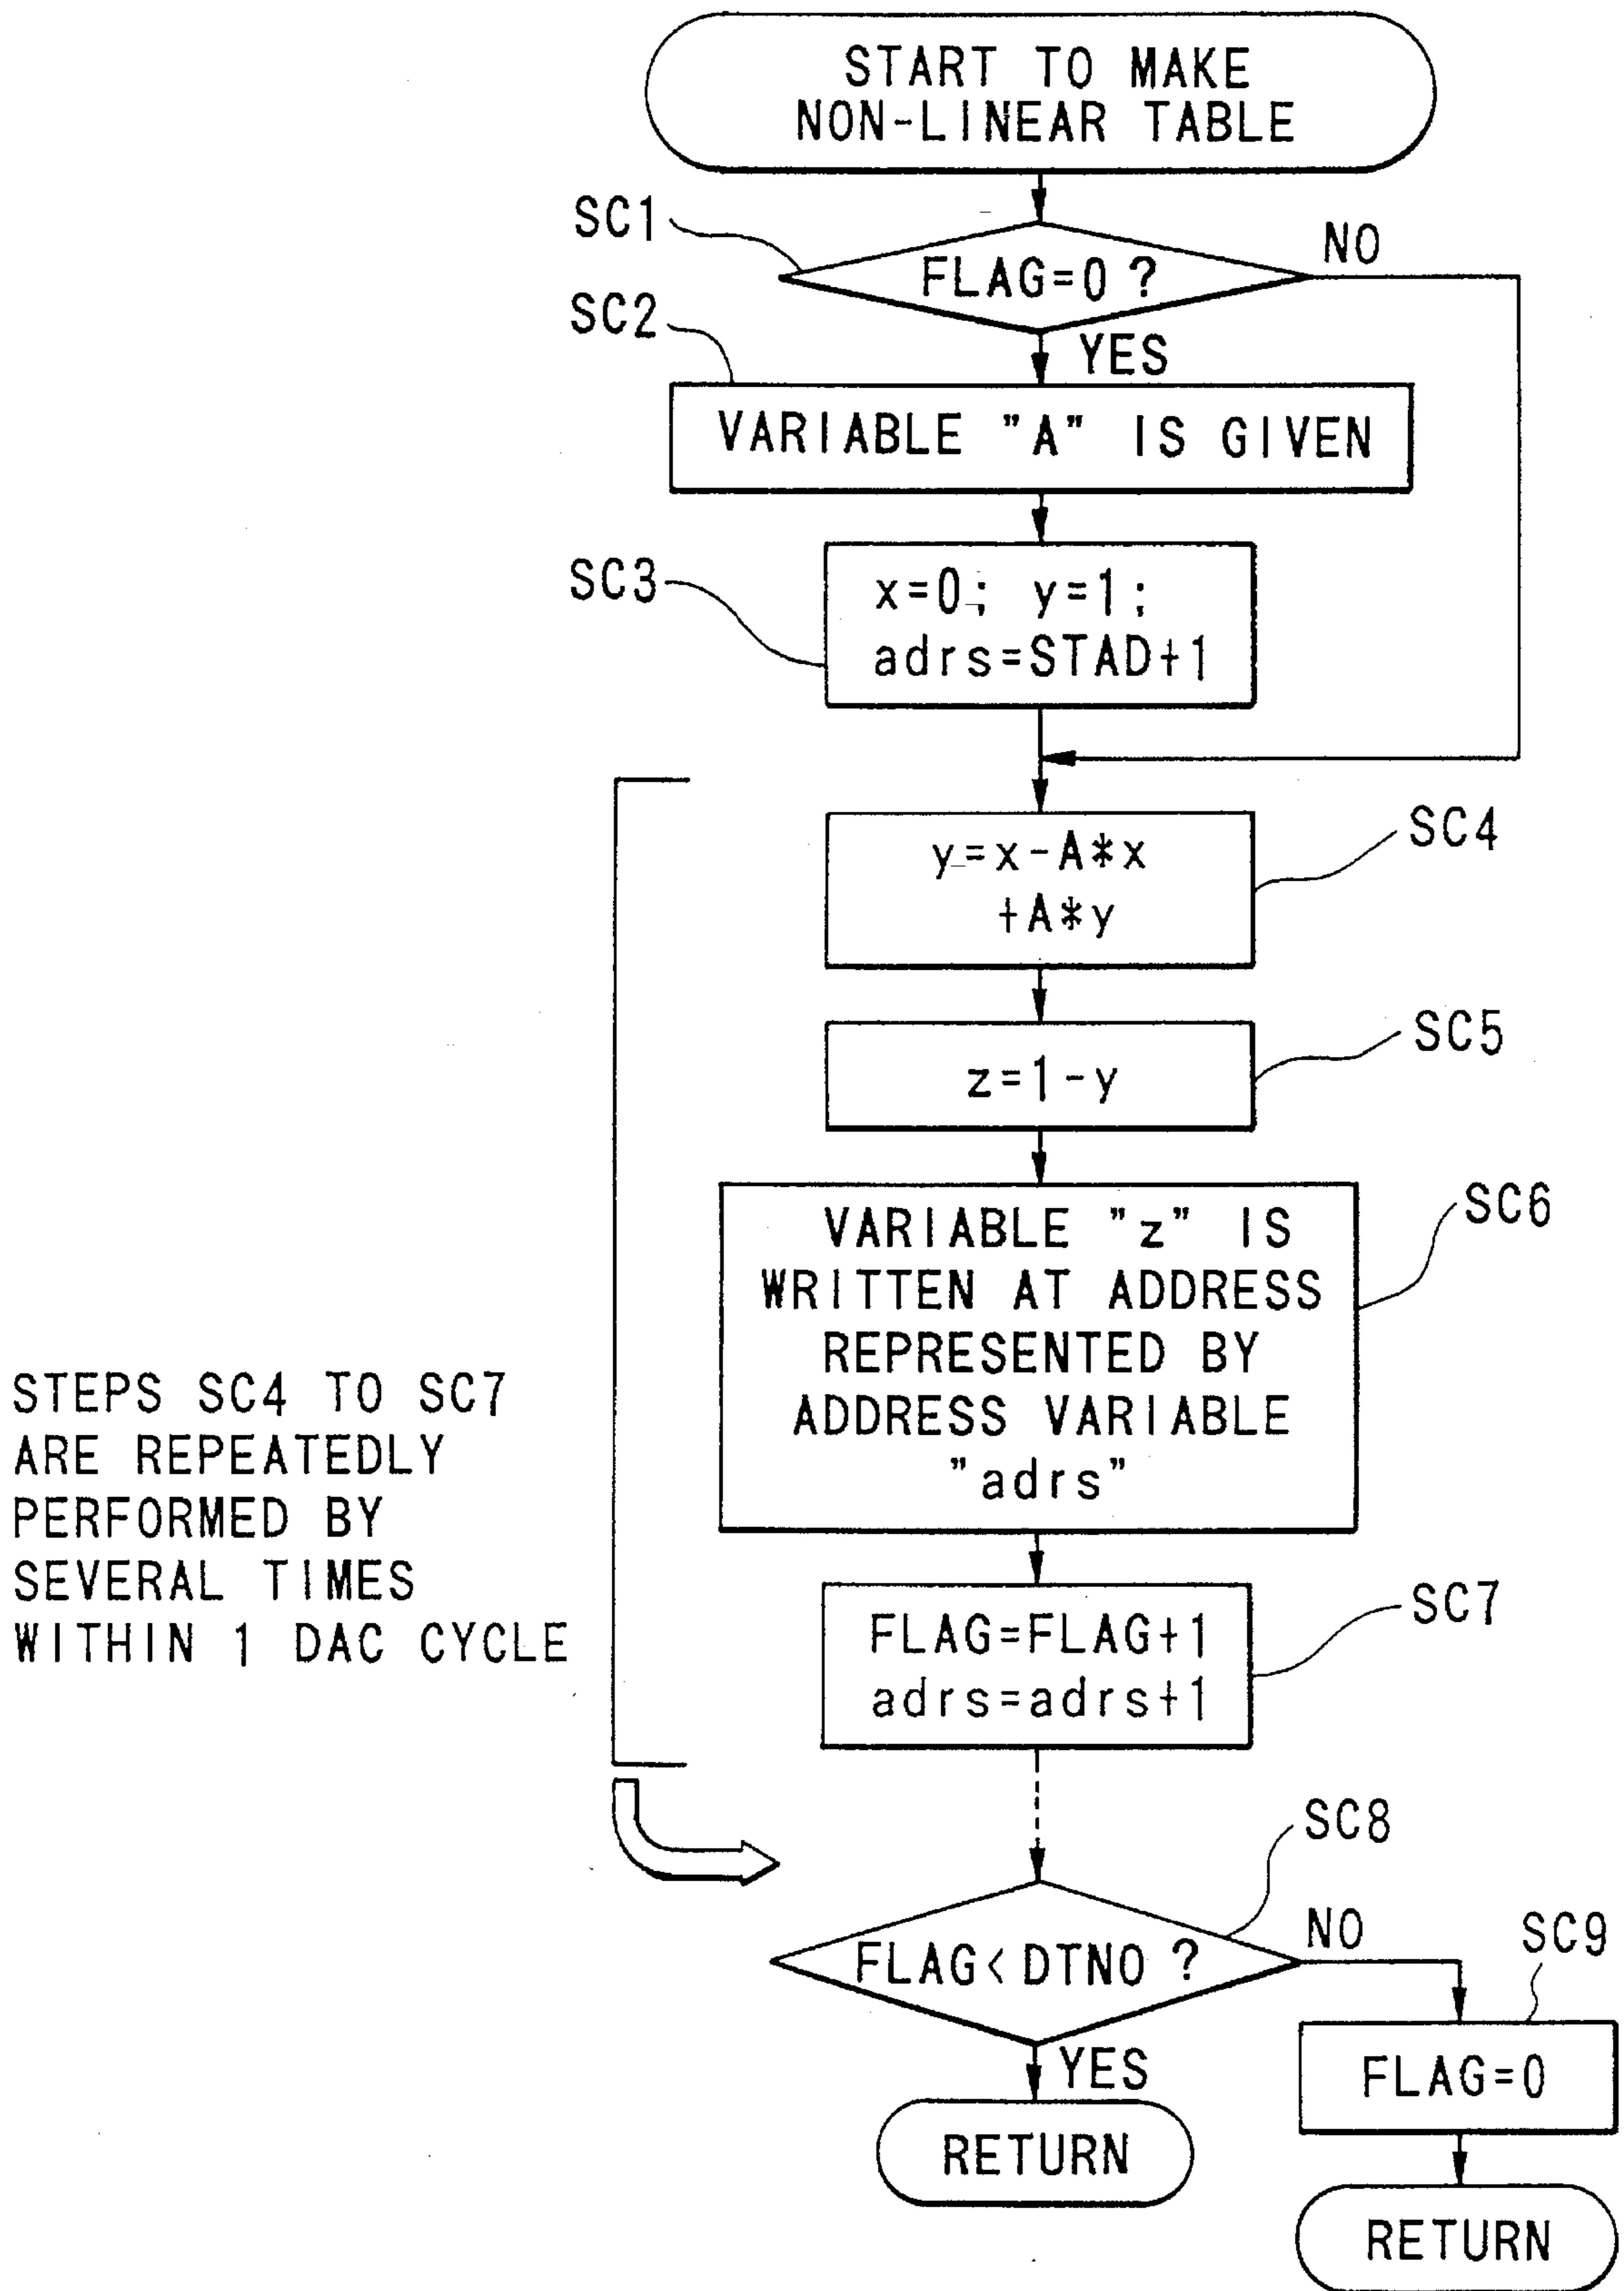 START TO MAKE
NON-LINEAR TABLE
SC1
FLAG=0 ?
NO
SC2
YES
VARIABLE "A" IS GIVEN
SC3
x=0; y=1;
adrs=STAD+1
SC4
y=x-A*x
+A*y
SC5
z=1-y
SC6
VARIABLE "z" IS
WRITTEN AT ADDRESS
REPRESENTED BY
ADDRESS VARIABLE
"adrs"
STEPS SC4 TO SC7
ARE REPEATEDLY
PERFORMED BY
SEVERAL TIMES
WITHIN 1 DAC CYCLE
SC7
FLAG=FLAG+1
adrs=adrs+1
SC8
FLAG<DTNO ?
NO
SC9
YES
FLAG=0
RETURN
RETURN